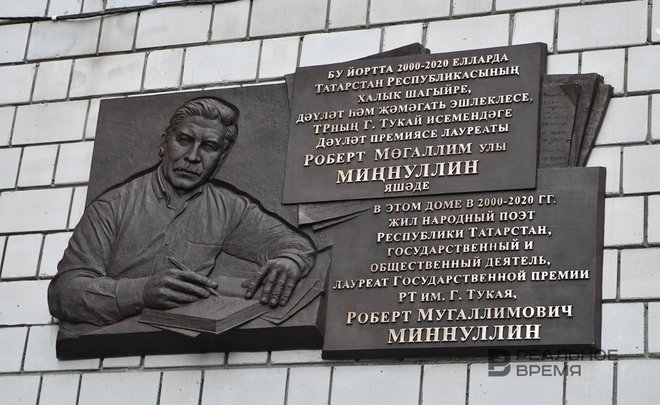 БУ ЙОРТТА 2000-2020 ЕЛЛАРДА
ТАТАРСТАН РЕСПУБЛИКАСЫНЫҢ
ХАЛЫК ШАГЫЙРЕ,
ДӘҮЛӘТ ҺӘМ ҖӘМӘГАТЬ ЭШЛЕКЛЕСЕ,
ТРның Г. ТУКАЙ ИСЕМЕНДӘГЕ
ДӘҮЛӘТ ПРЕМИЯСЕ ЛАУРЕАТЫ
РОБЕРТ МӨГАЛЛИМ УЛЫ
МИҢНУЛЛИН
ЯШӘДЕ
В ЭТОМ ДОМЕ В 2000-2020 ГГ.
ЖИЛ НАРОДНЫЙ ПОЭТ
РЕСПУБЛИКИ ТАТАРСТАН,
ГОСУДАРСТВЕННЫЙ И
ОБЩЕСТВЕННЫЙ ДЕЯТЕЛЬ,
ЛАУРЕАТ ГОСУДАРСТВЕННОЙ ПРЕМИИ
РТ ИМ. Г. ТУКАЯ,
РОБЕРТ МУГАЛЛИМОВИЧ
МИННУЛЛИН
РЕАЛЬНОЕ
ВРЕМЯ